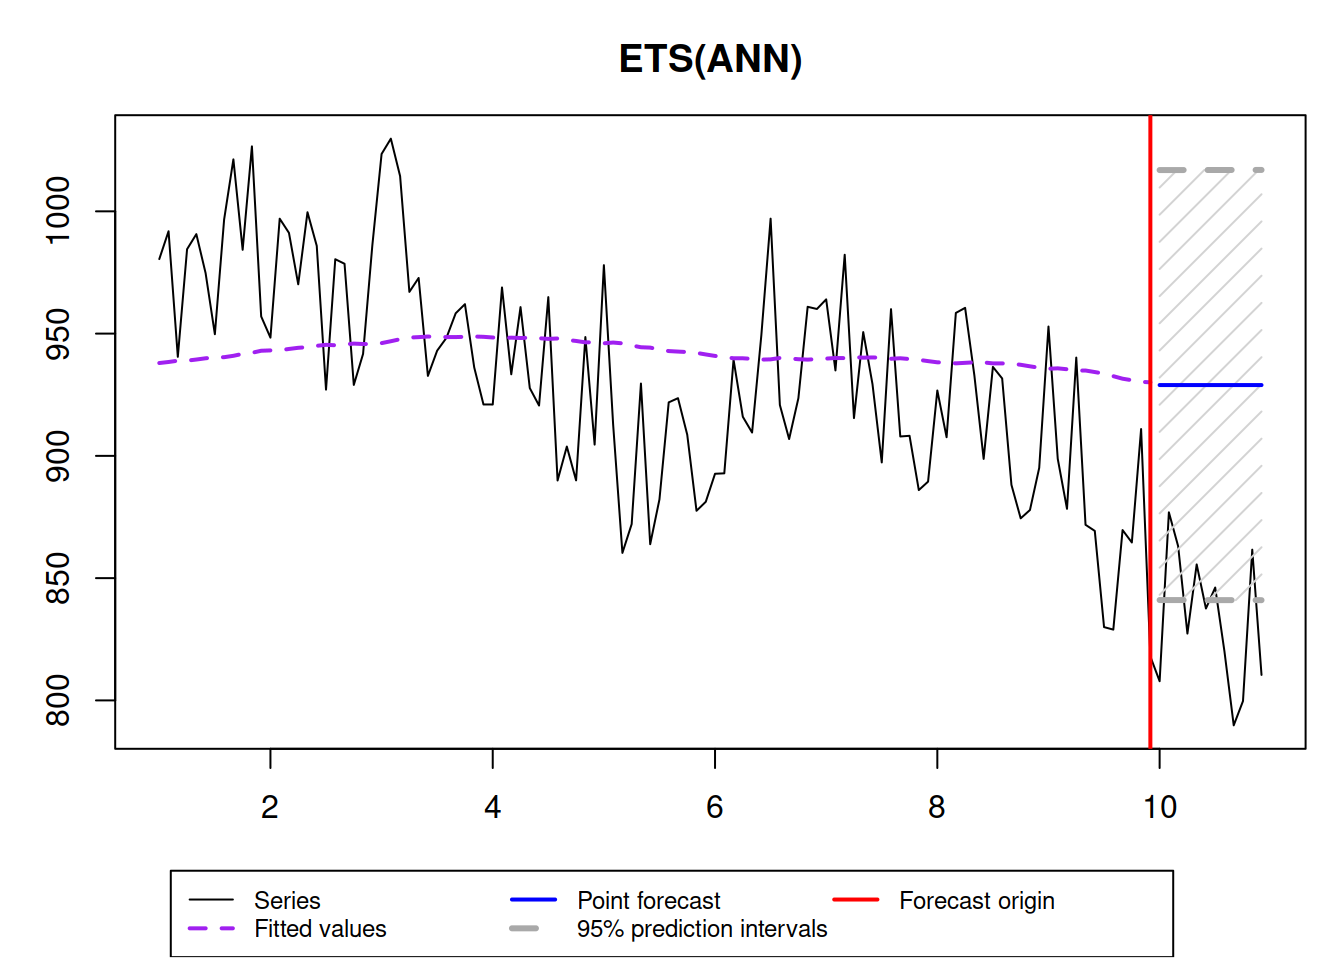 ETS(ANN)
1000
950
900
850
800
2 4 6 8 10
Series Point forecast Forecast origin
Fitted values 95% prediction intervals